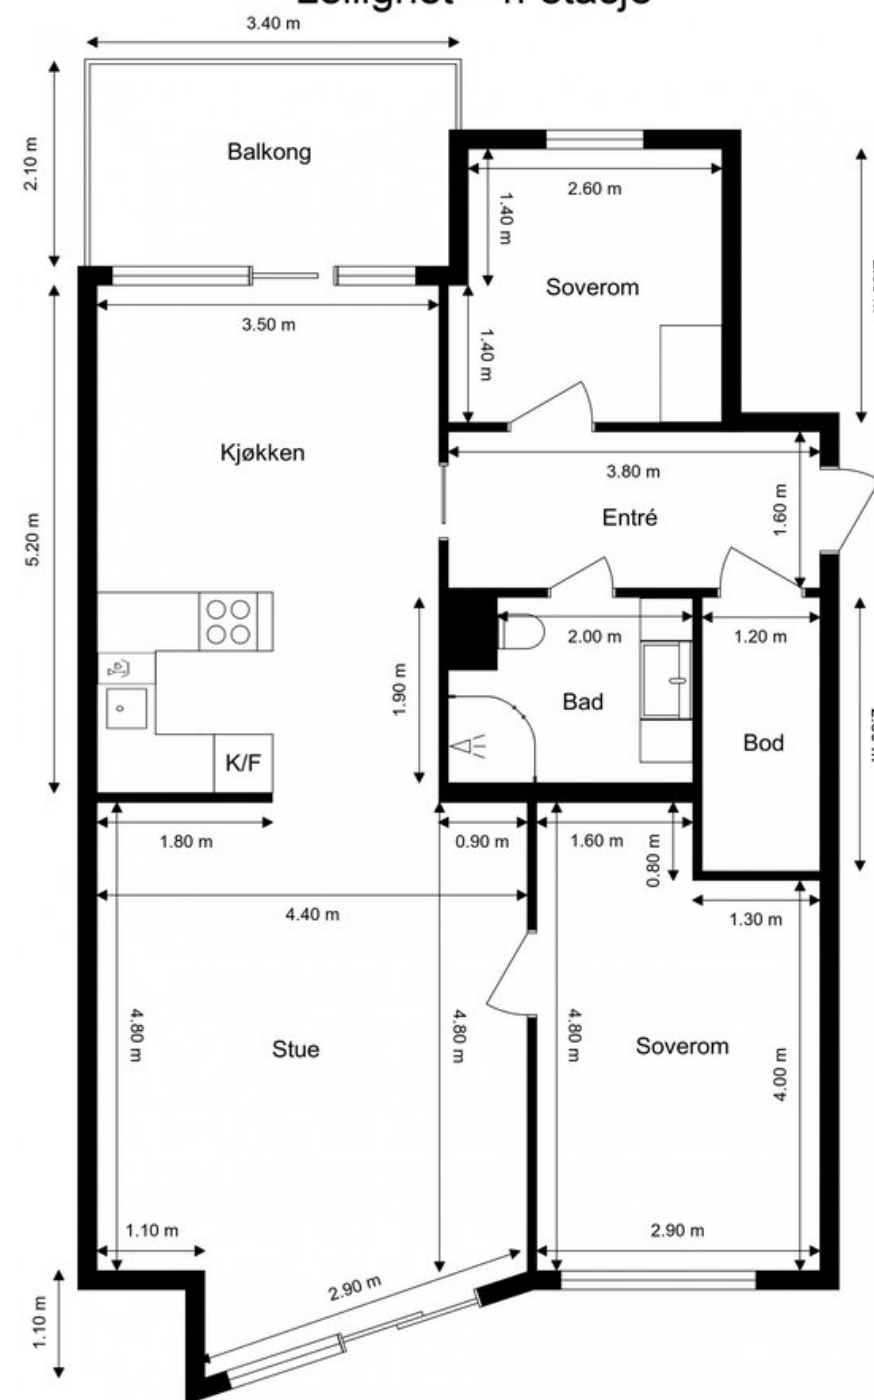 3.40 m
2.10 m
Balkong
2.60 m
1.40 m
Soverom
3.50 m
1.40 m
Kjøkken
3.80 m
Entré
1.60 m
5.20 m
2.00 m
1.20 m
1.90 m
Bad
Bod
K/F
1.80 m
0.90 m
1.60 m
0.80 m
4.40 m
1.30 m
4.80 m
4.80 m
4.80 m
Stue
Soverom
4.00 m
1.10 m
2.90 m
2.90 m
1.10 m